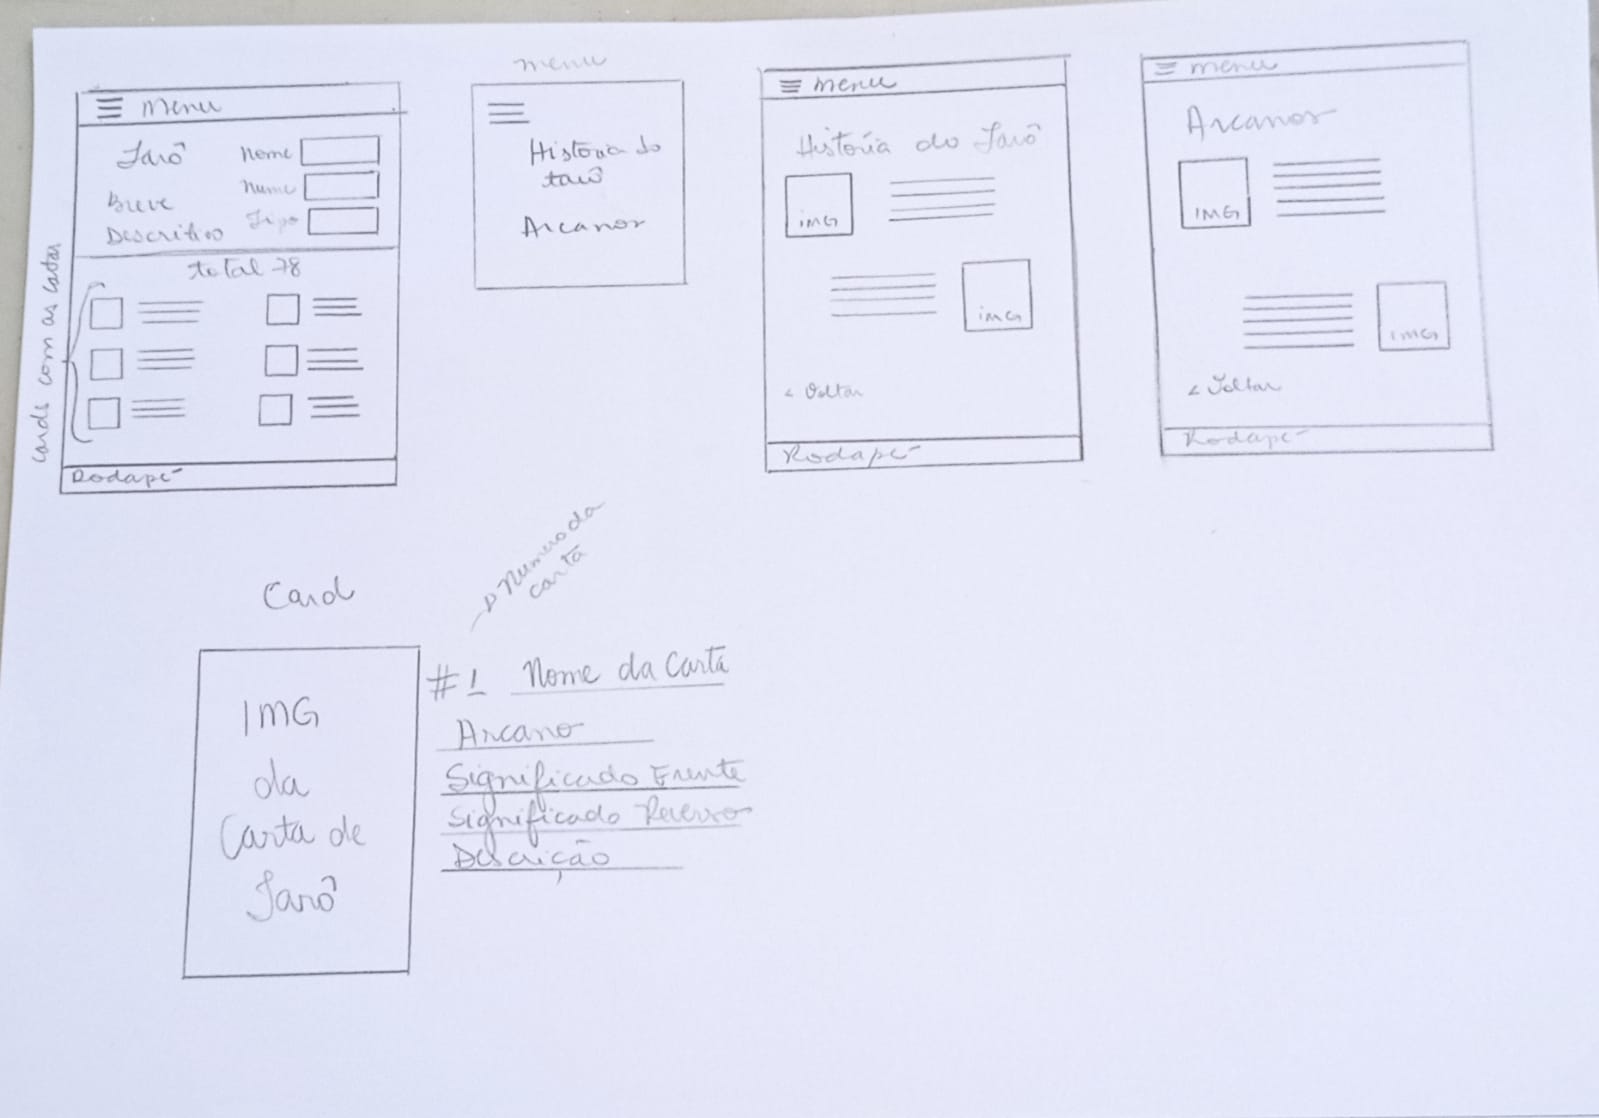 Menu
Tarô
Nome
Breve
Nume
Descritivo
Tipo
total 78
cards com as catas
Rodapé
menu
História do
tarô
Arcanos
menu
História do Tarô
IMG
IMG
< Voltar
Rodapé
menu
Arcanos
IMG
IMG
< Voltar
Rodapé
Card
Numero da
carta
IMG
da
Carta de
Tarô
#1 Nome da Carta
Arcano
Significado Frente
Significado Reverso
Descrição